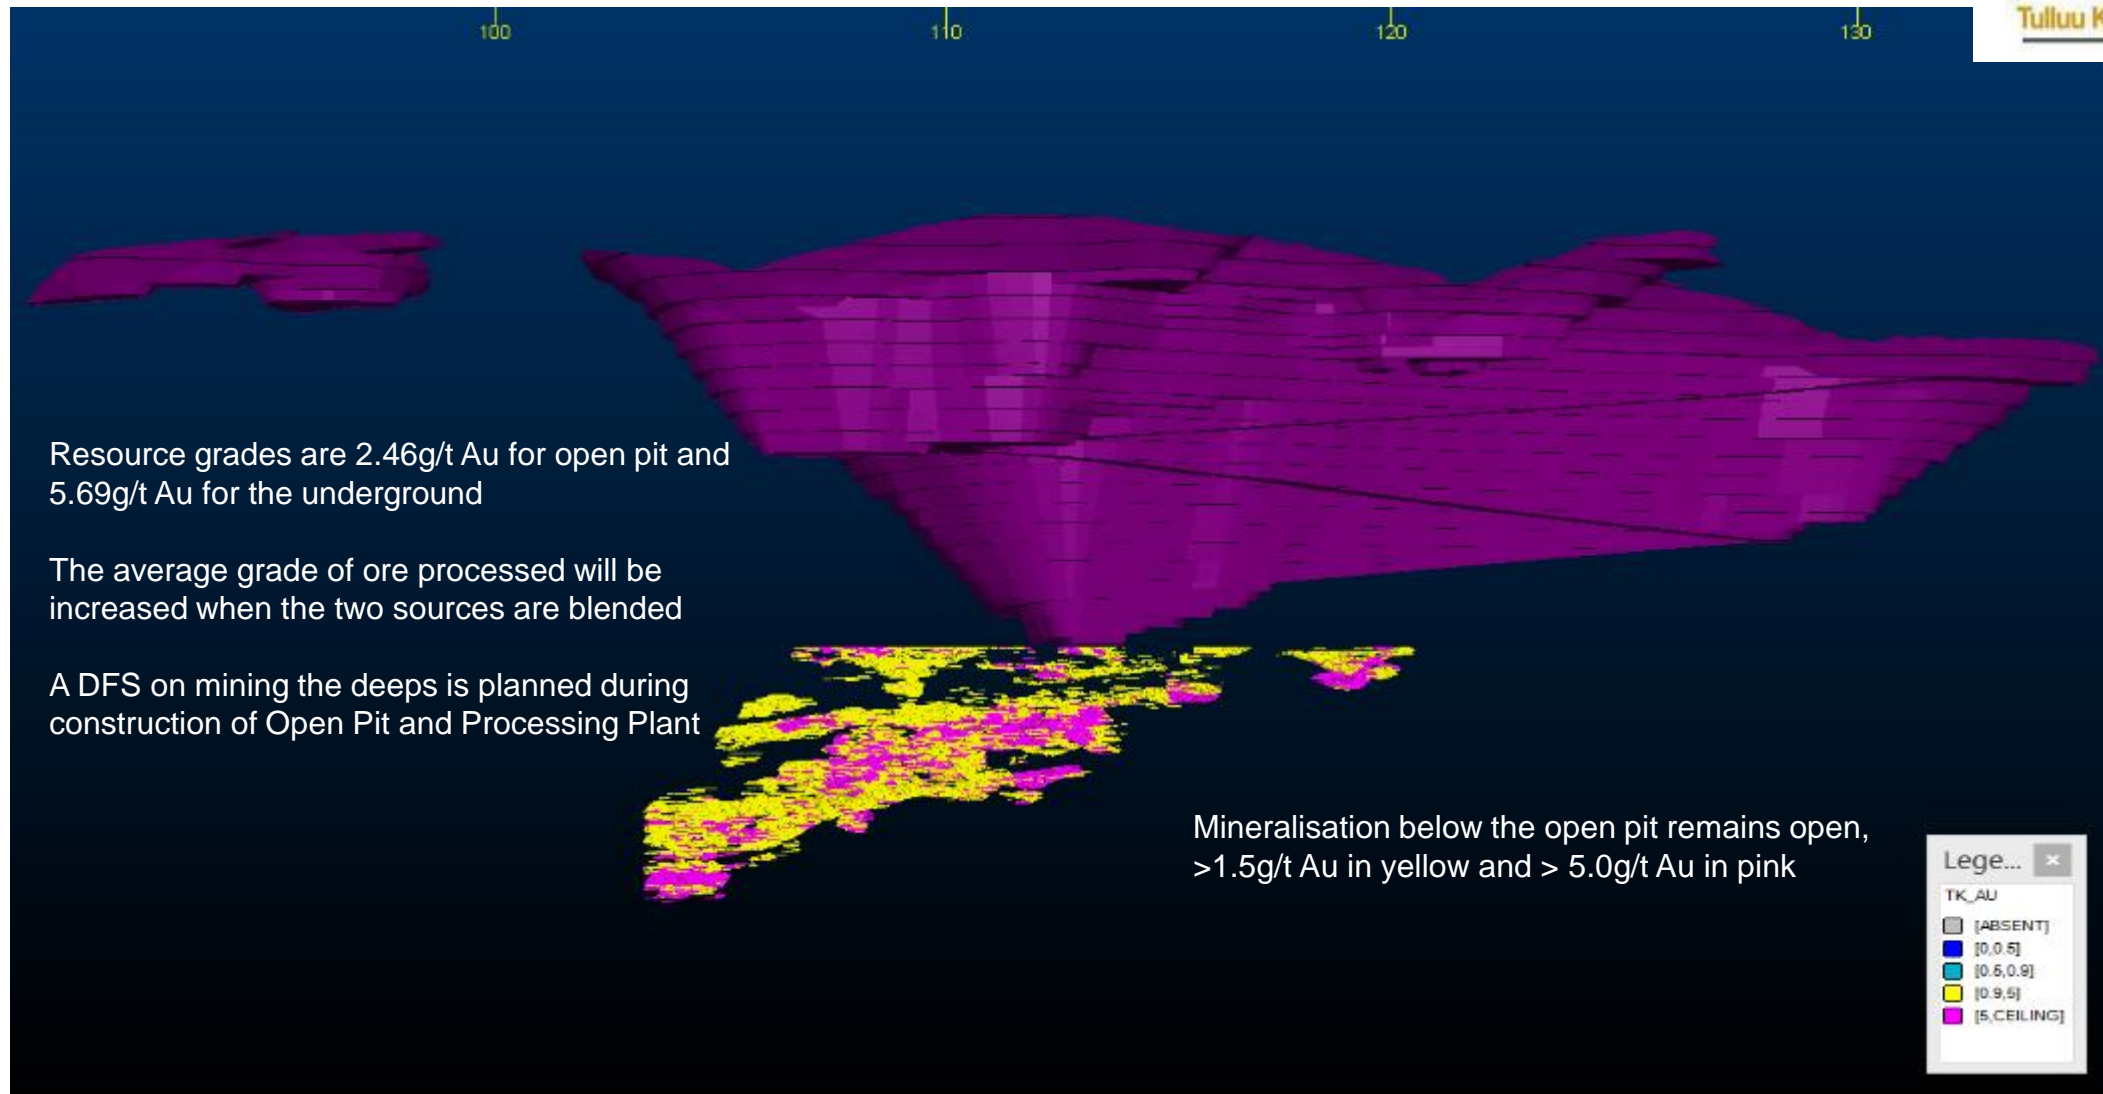 100
110
120
130
Tulluu K
Resource grades are 2.46g/t Au for open pit and
5.69g/t Au for the underground
The average grade of ore processed will be
increased when the two sources are blended
A DFS on mining the deeps is planned during
construction of Open Pit and Processing Plant
Mineralisation below the open pit remains open,
>1.5g/t Au in yellow and > 5.0g/t Au in pink
Lege...
TK_AU
[ABSENT]
[0,0.5]
[0.5,0.9]
[0.9,5]
[5,CEILING]